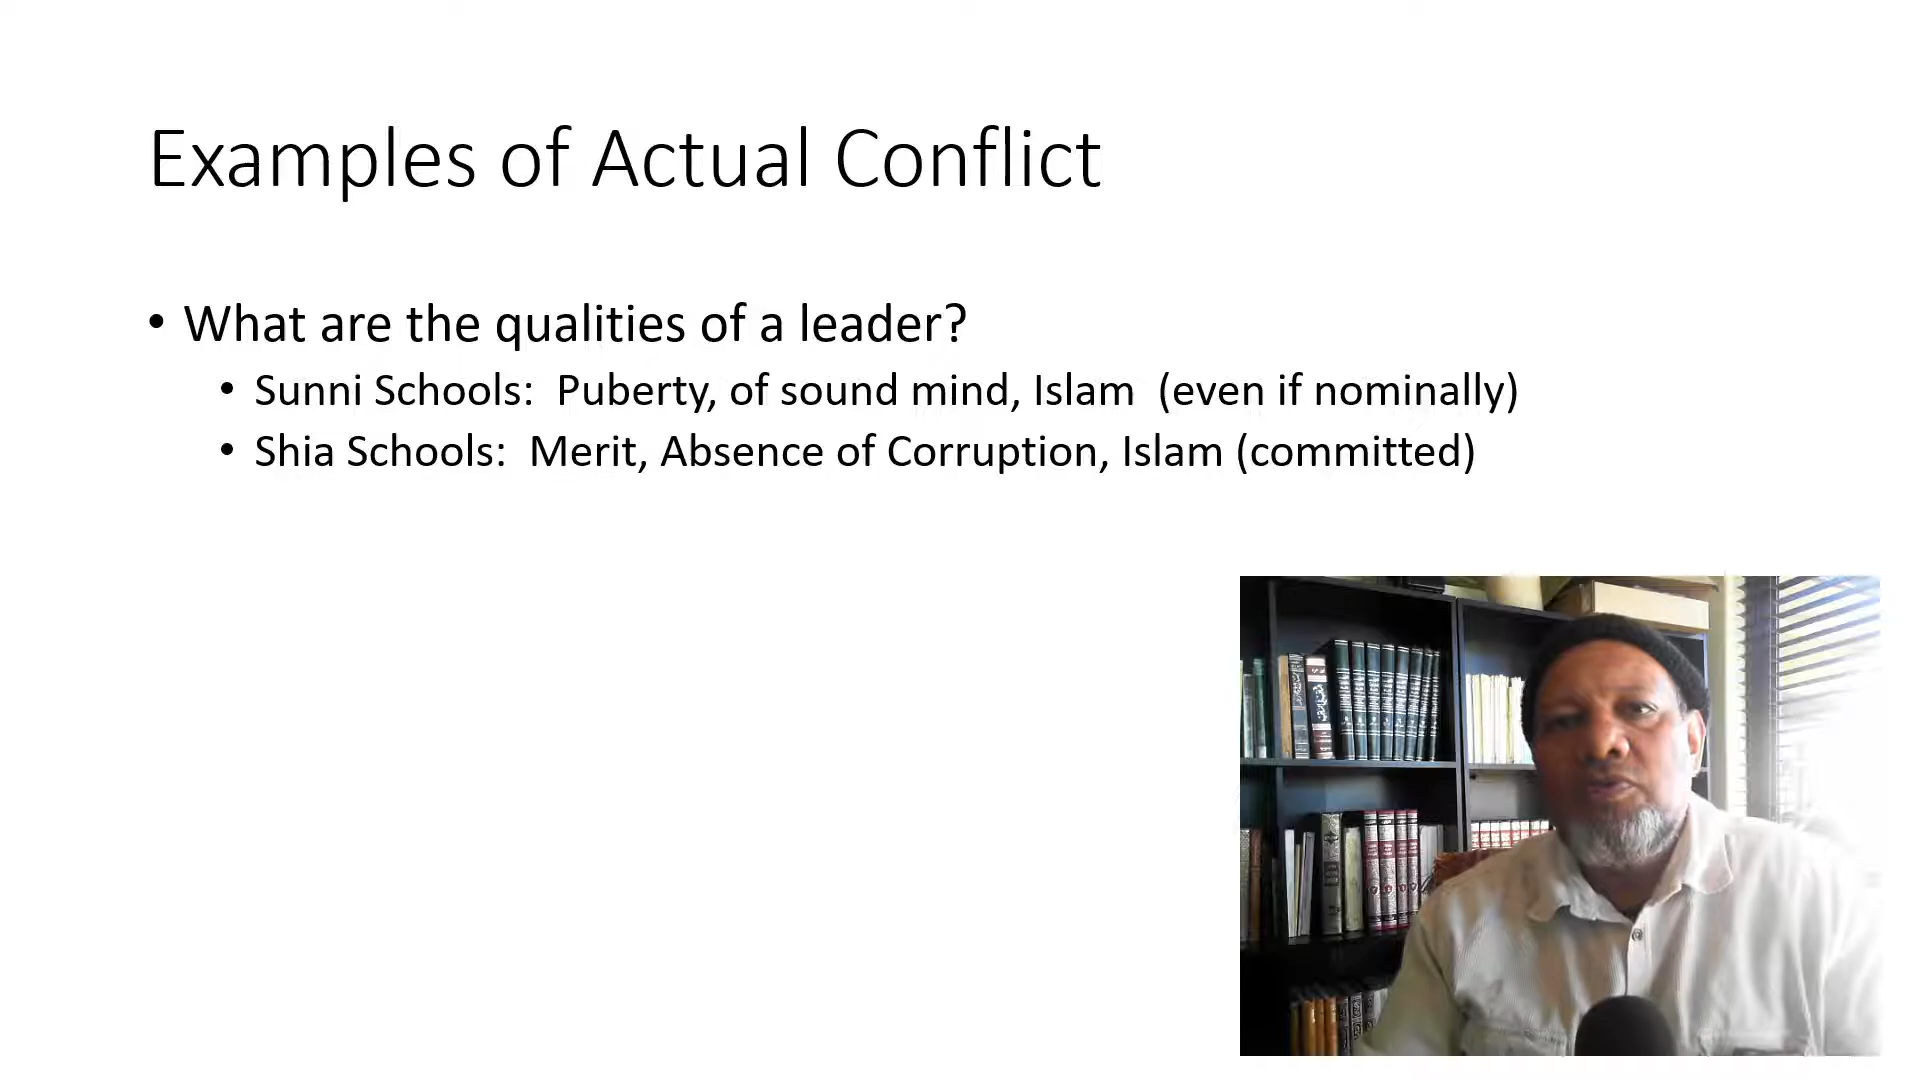 Examples of Actual Conflict
• What are the qualities of a leader?
• Sunni Schools: Puberty, of sound mind, Islam (even if nominally)
• Shia Schools: Merit, Absence of Corruption, Islam (committed)